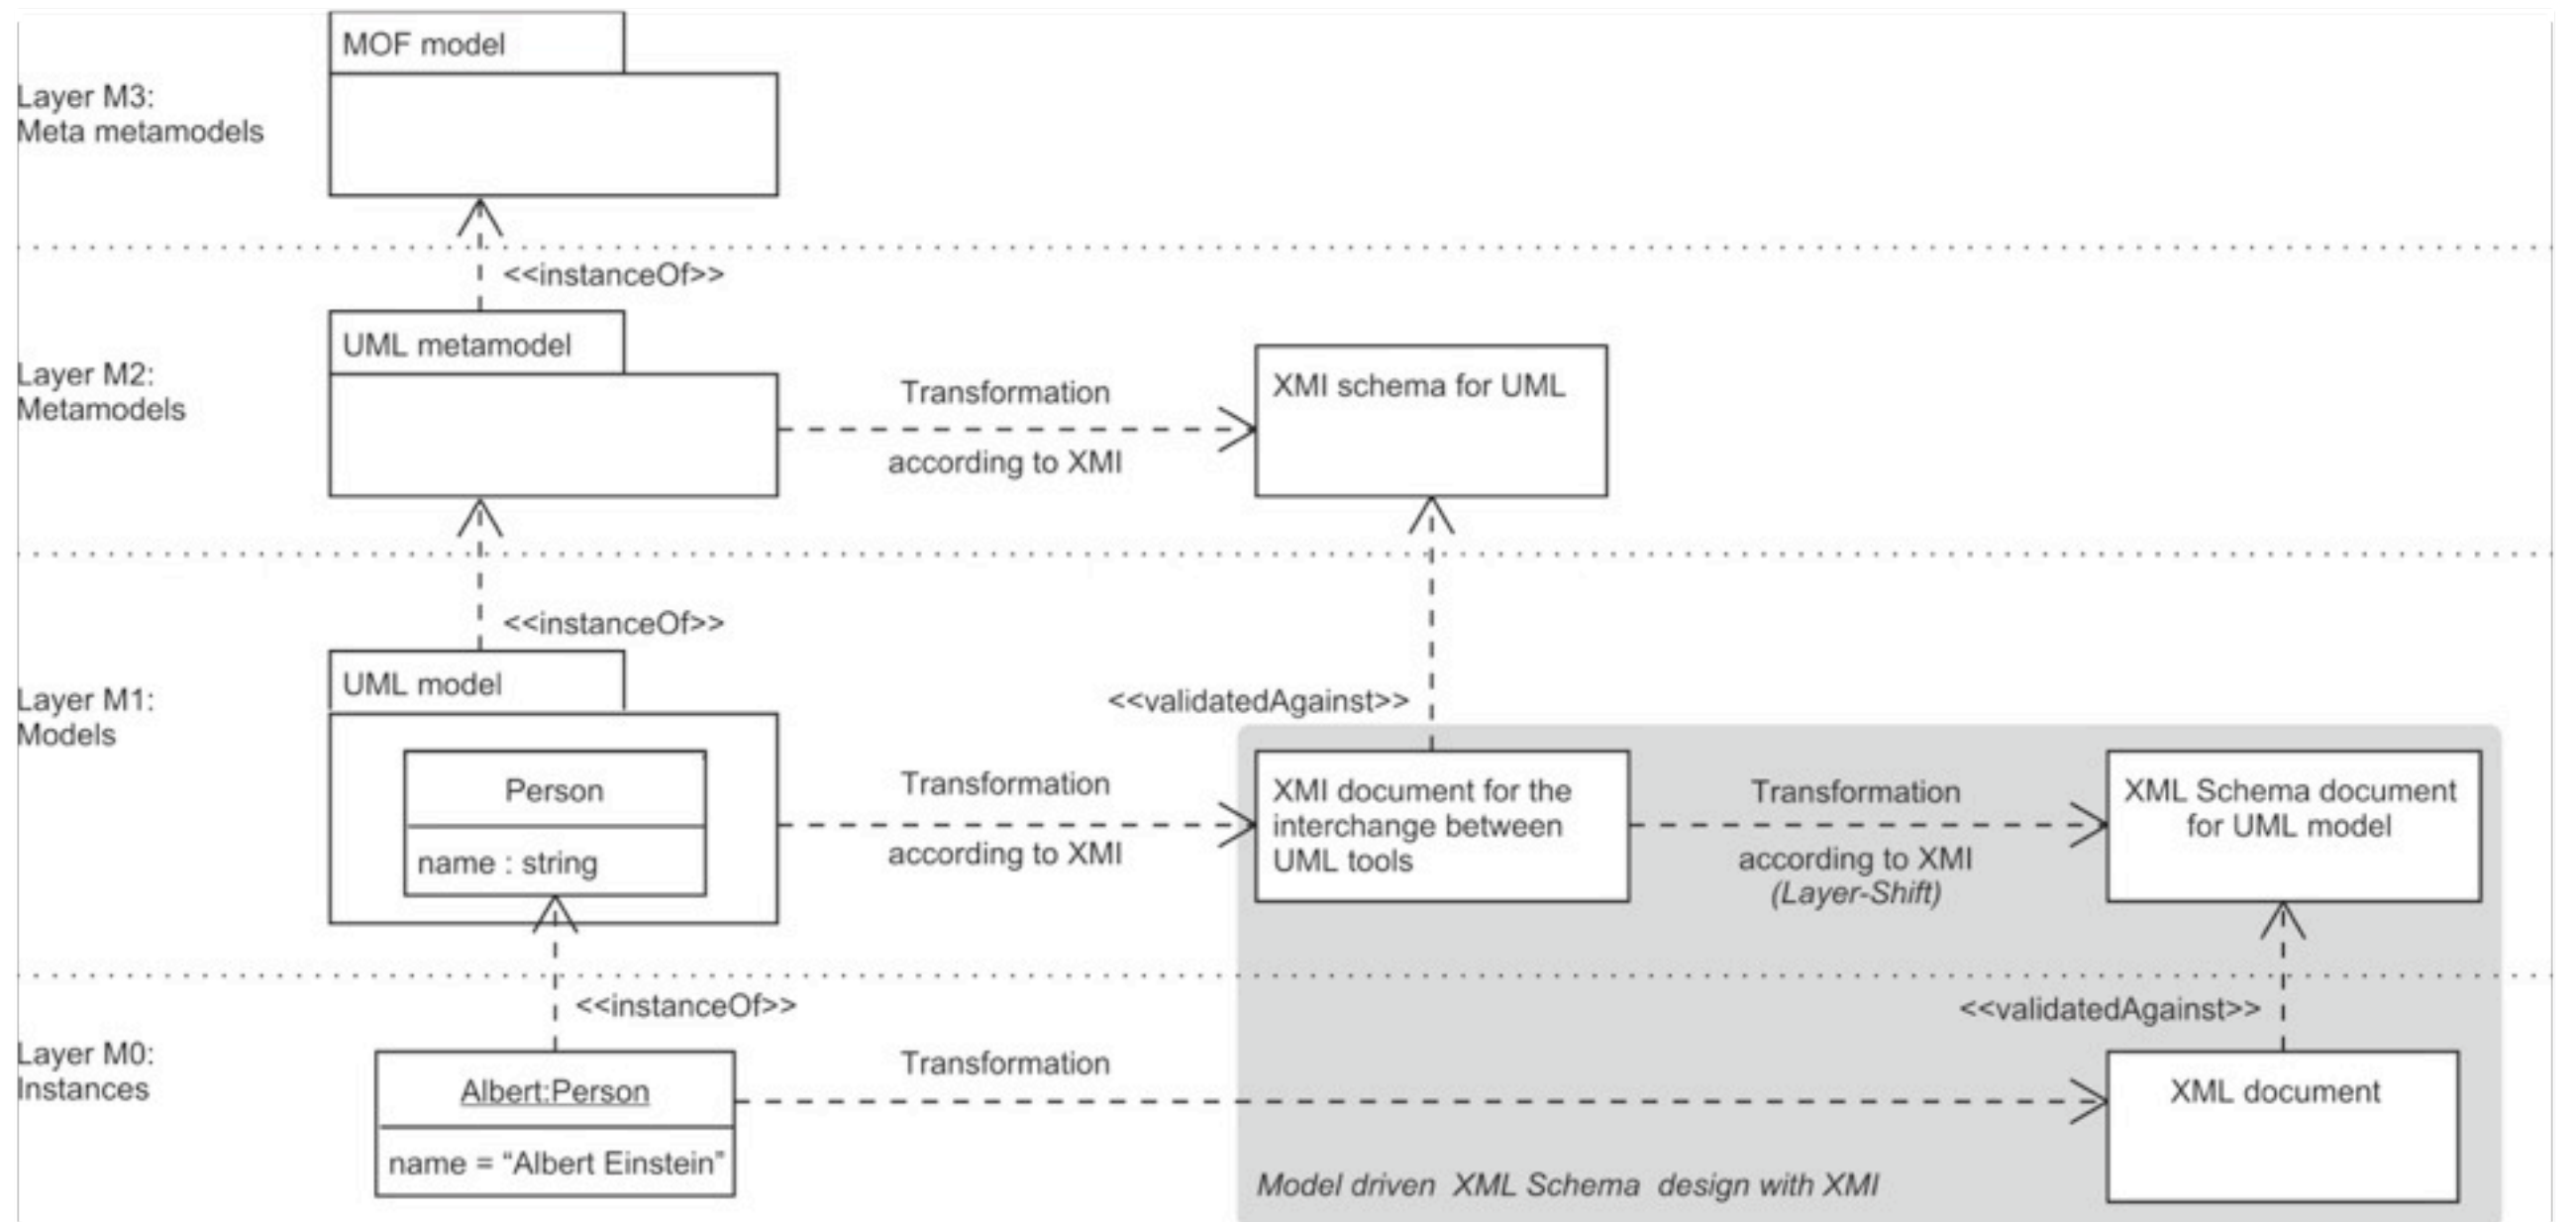 MOF model
Layer M3:
Meta metamodels
<<instanceOf>>
UML metamodel
Layer M2:
Metamodels
Transformation
according to XMI
XMI schema for UML
<<instanceOf>>
UML model
Layer M1:
Models
<<validatedAgainst>>
Person
name : string
Transformation
according to XMI
XMI document for the
interchange between
UML tools
Transformation
according to XMI
(Layer-Shift)
XML Schema document
for UML model
<<instanceOf>>
<<validatedAgainst>>
Layer M0:
Instances
Albert:Person
name = “Albert Einstein”
Transformation
XML document
Model driven XML Schema design with XMI